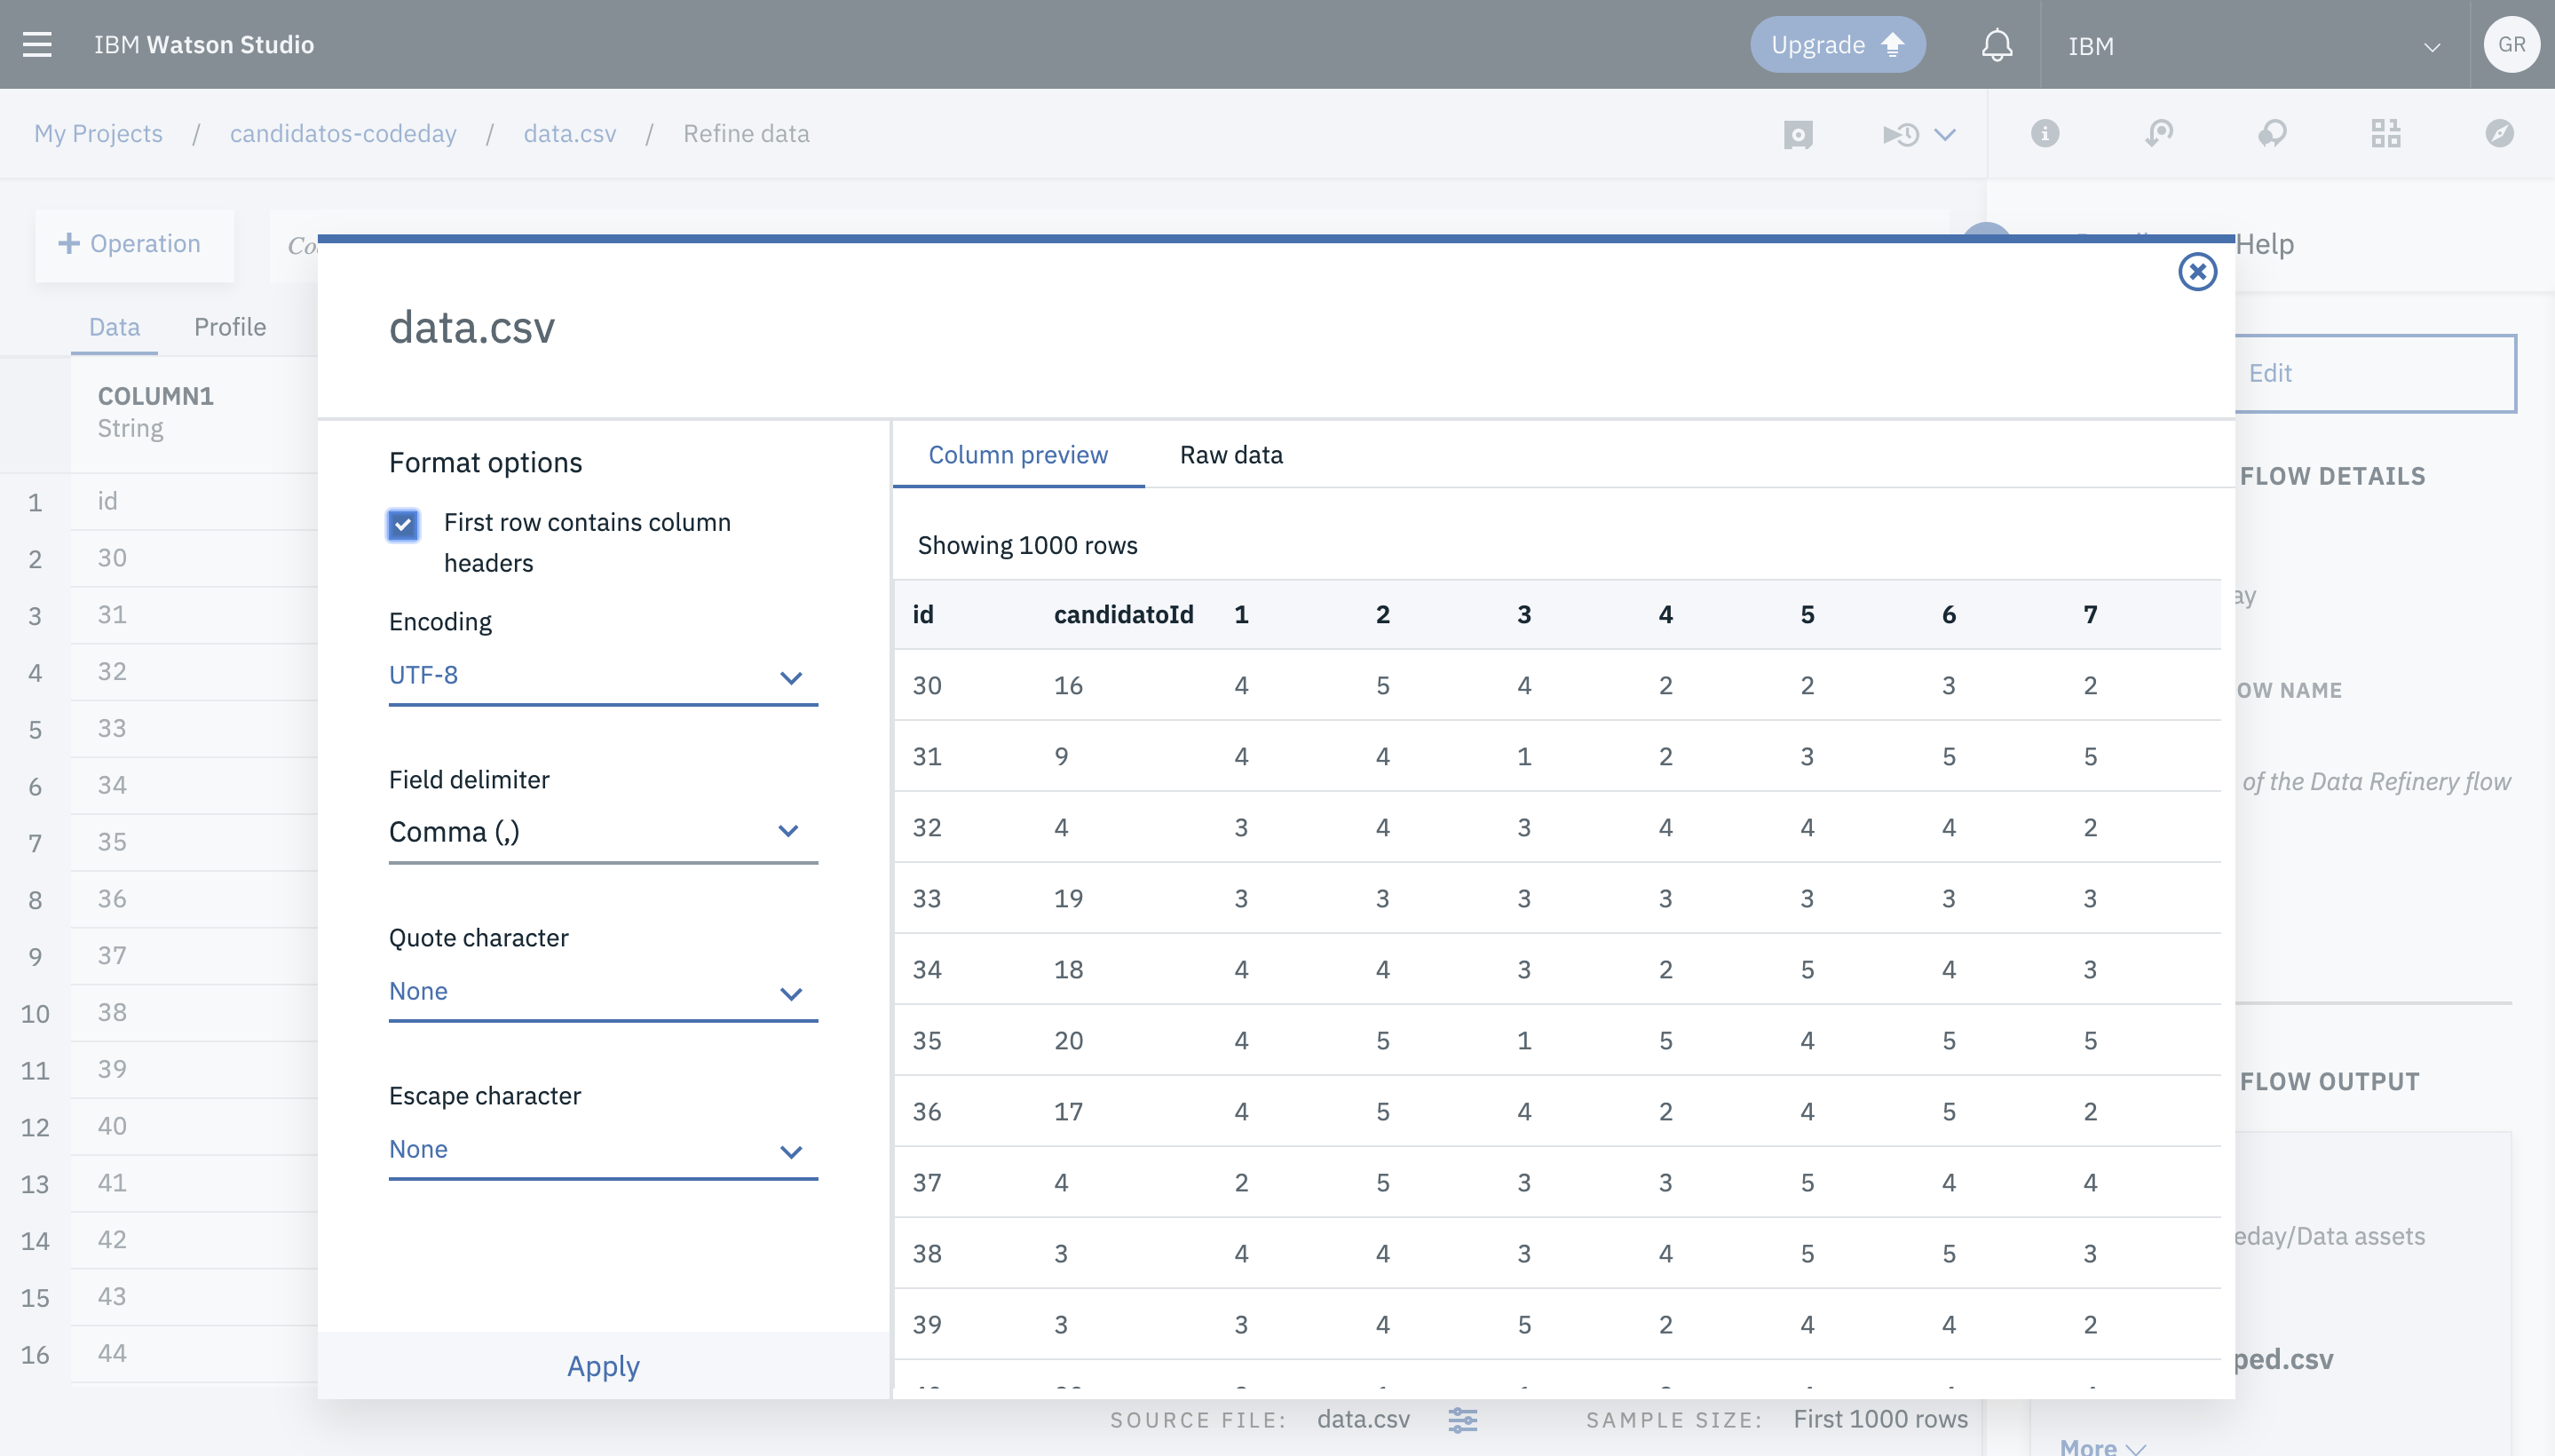 IBM Watson Studio
Upgrade
IBM
GR
My Projects / candidatos-codeday / data.csv / Refine data
Operation
Help
Data Profile
COLUMN1
String
1 id
2 30
3 31
4 32
5 33
6 34
7 35
8 36
9 37
10 38
11 39
12 40
13 41
14 42
15 43
16 44
data.csv
Format options
First row contains column
headers
Encoding
UTF-8
Field delimiter
Comma (,)
Quote character
None
Escape character
None
Apply
Column preview Raw data
Showing 1000 rows
id candidatoId 1 2 3 4 5 6 7
30 16 4 5 4 2 2 3 2
31 9 4 4 1 2 3 5 5
32 4 3 4 3 4 4 4 2
33 19 3 3 3 3 3 3 3
34 18 4 4 3 2 5 4 3
35 20 4 5 1 5 4 5 5
36 17 4 5 4 2 4 5 2
37 4 2 5 3 3 5 4 4
38 3 4 4 3 4 5 5 3
39 3 3 4 5 2 4 4 2
Edit
FLOW DETAILS
ay
OW NAME
of the Data Refinery flow
FLOW OUTPUT
eday/Data assets
ped.csv
SOURCE FILE: data.csv SAMPLE SIZE: First 1000 rows
More